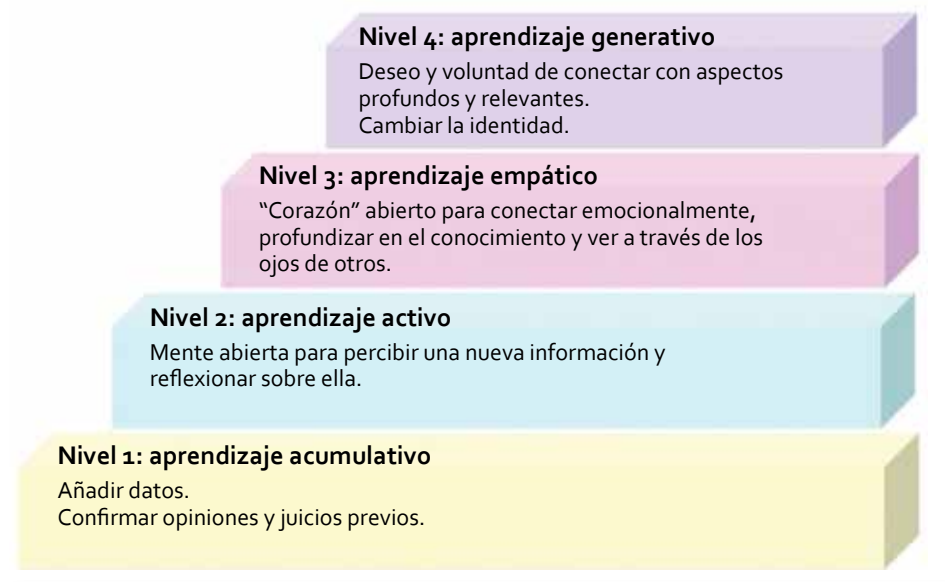 Nivel 4: aprendizaje generativo
Deseo y voluntad de conectar con aspectos
profundos y relevantes.
Cambiar la identidad.
Nivel 3: aprendizaje empático
“Corazón” abierto para conectar emocionalmente,
profundizar en el conocimiento y ver a través de los
ojos de otros.
Nivel 2: aprendizaje activo
Mente abierta para percibir una nueva información y
reflexionar sobre ella.
Nivel 1: aprendizaje acumulativo
Añadir datos.
Confirmar opiniones y juicios previos.